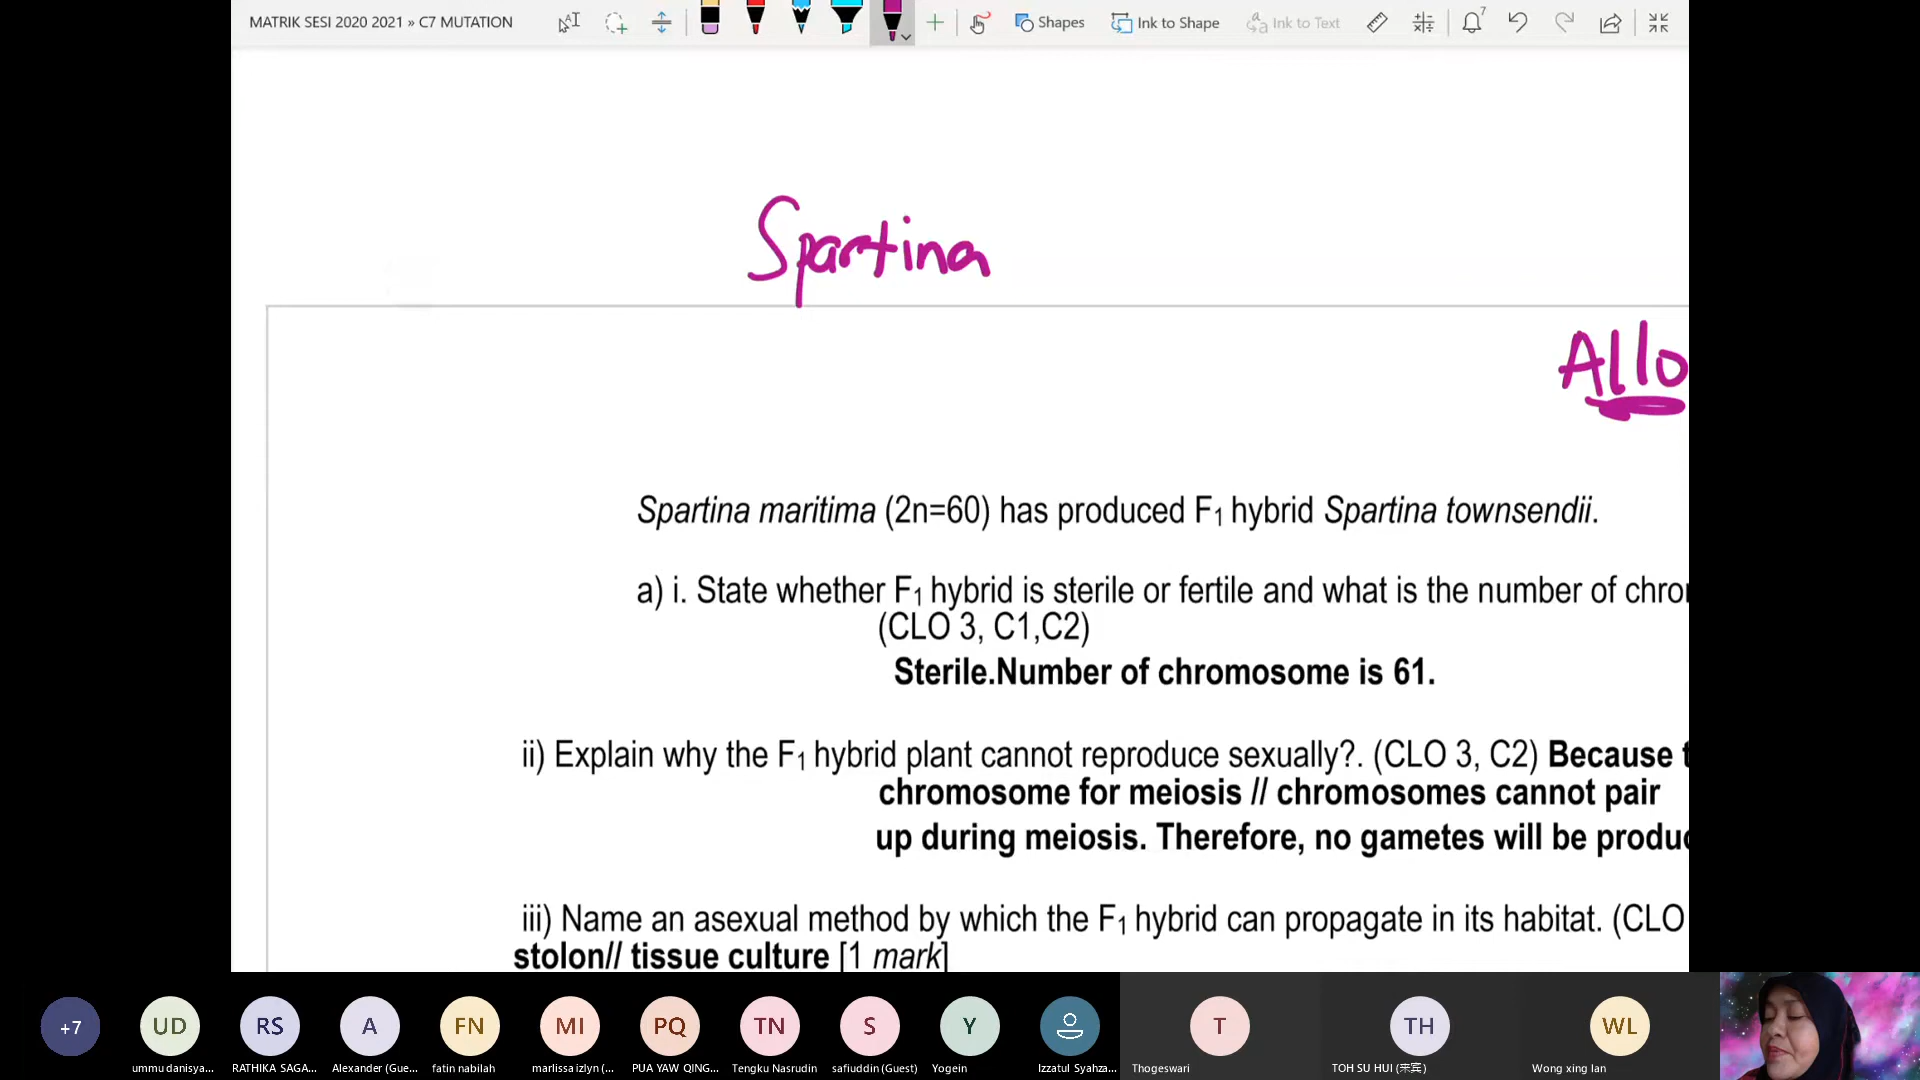 MATRIK SESI 2020 2021 » C7 MUTATION
Shapes
Ink to Shape
Ink to Text
7
Spartina
Allo
Spartina maritima (2n=60) has produced F1 hybrid Spartina townsendii.
a) i. State whether F1 hybrid is sterile or fertile and what is the number of chro
(CLO 3, C1,C2)
Sterile.Number of chromosome is 61.
ii) Explain why the F1 hybrid plant cannot reproduce sexually?. (CLO 3, C2) Because t
chromosome for meiosis // chromosomes cannot pair
up during meiosis. Therefore, no gametes will be produ
iii) Name an asexual method by which the F1 hybrid can propagate in its habitat. (CLO
stolon// tissue culture [1 mark]
+7
UD
RS
A
FN
MI
PQ
TN
S
Y
T
TH
WL
ummu danisya...
RATHIKA SAGA...
Alexander (Gue...
fatin nabilah
marlissa izlyn (...
PUA YAW QING...
Tengku Nasrudin
safiuddin (Guest)
Yogein
Izzatul Syahza...
Thogeswari
TOH SU HUI (来宾)
Wong xing lan